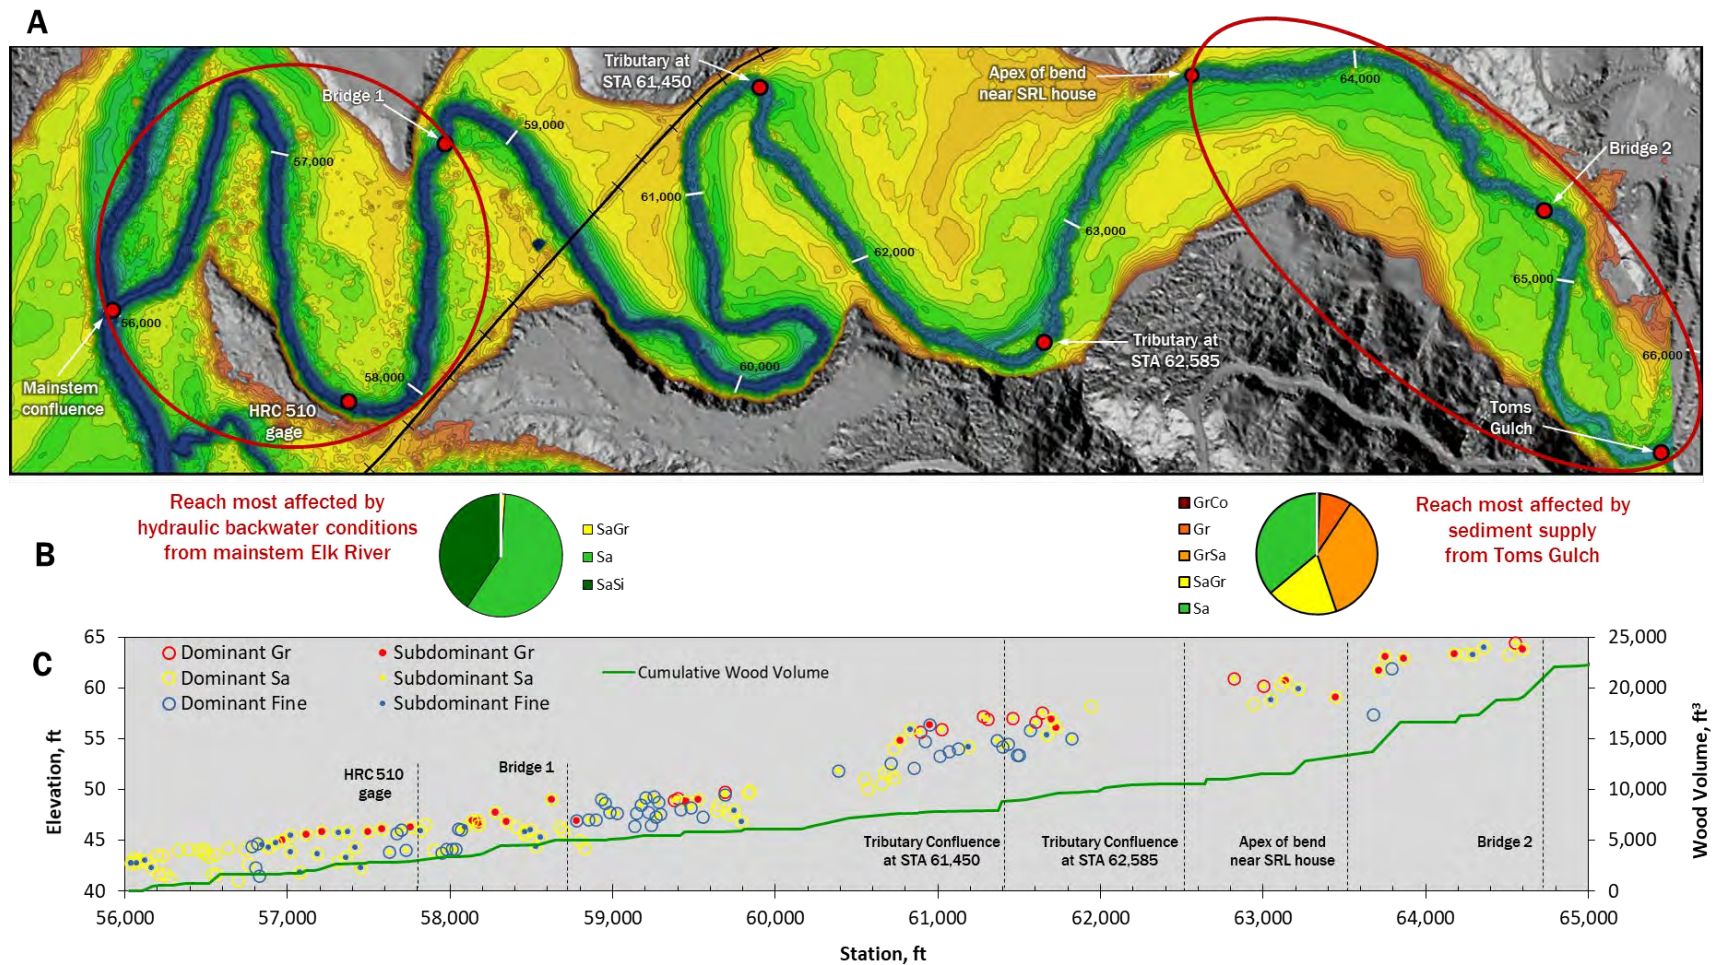 A
Tributary at
STA 61,450
Apex of bend
near SRL house
64,000
Bridge 1
59,000
Bridge 2
57,000
61,000
63,000
62,000
65,000
56,000
Tributary at
STA 62,585
66,000
60,000
58,000
Mainstem
confluence
HRC 510
gage
Toms
Gulch
B
Reach most affected by
hydraulic backwater conditions
from mainstem Elk River
SaGr
Sa
SaSi
GrCo
Gr
GrSa
SaGr
Sa
Reach most affected by
sediment supply
from Toms Gulch
C
Dominant Gr
Subdominant Gr
Dominant Sa
Subdominant Sa
Dominant Fine
Subdominant Fine
Cumulative Wood Volume
HRC 510
gage
Bridge 1
Tributary Confluence
at STA 61,450
Tributary Confluence
at STA 62,585
Apex of bend
near SRL house
Bridge 2
65
60
55
50
45
40
Elevation, ft
25,000
20,000
15,000
10,000
5,000
0
Wood Volume, ft³
56,000
57,000
58,000
59,000
60,000
61,000
62,000
63,000
64,000
65,000
Station, ft